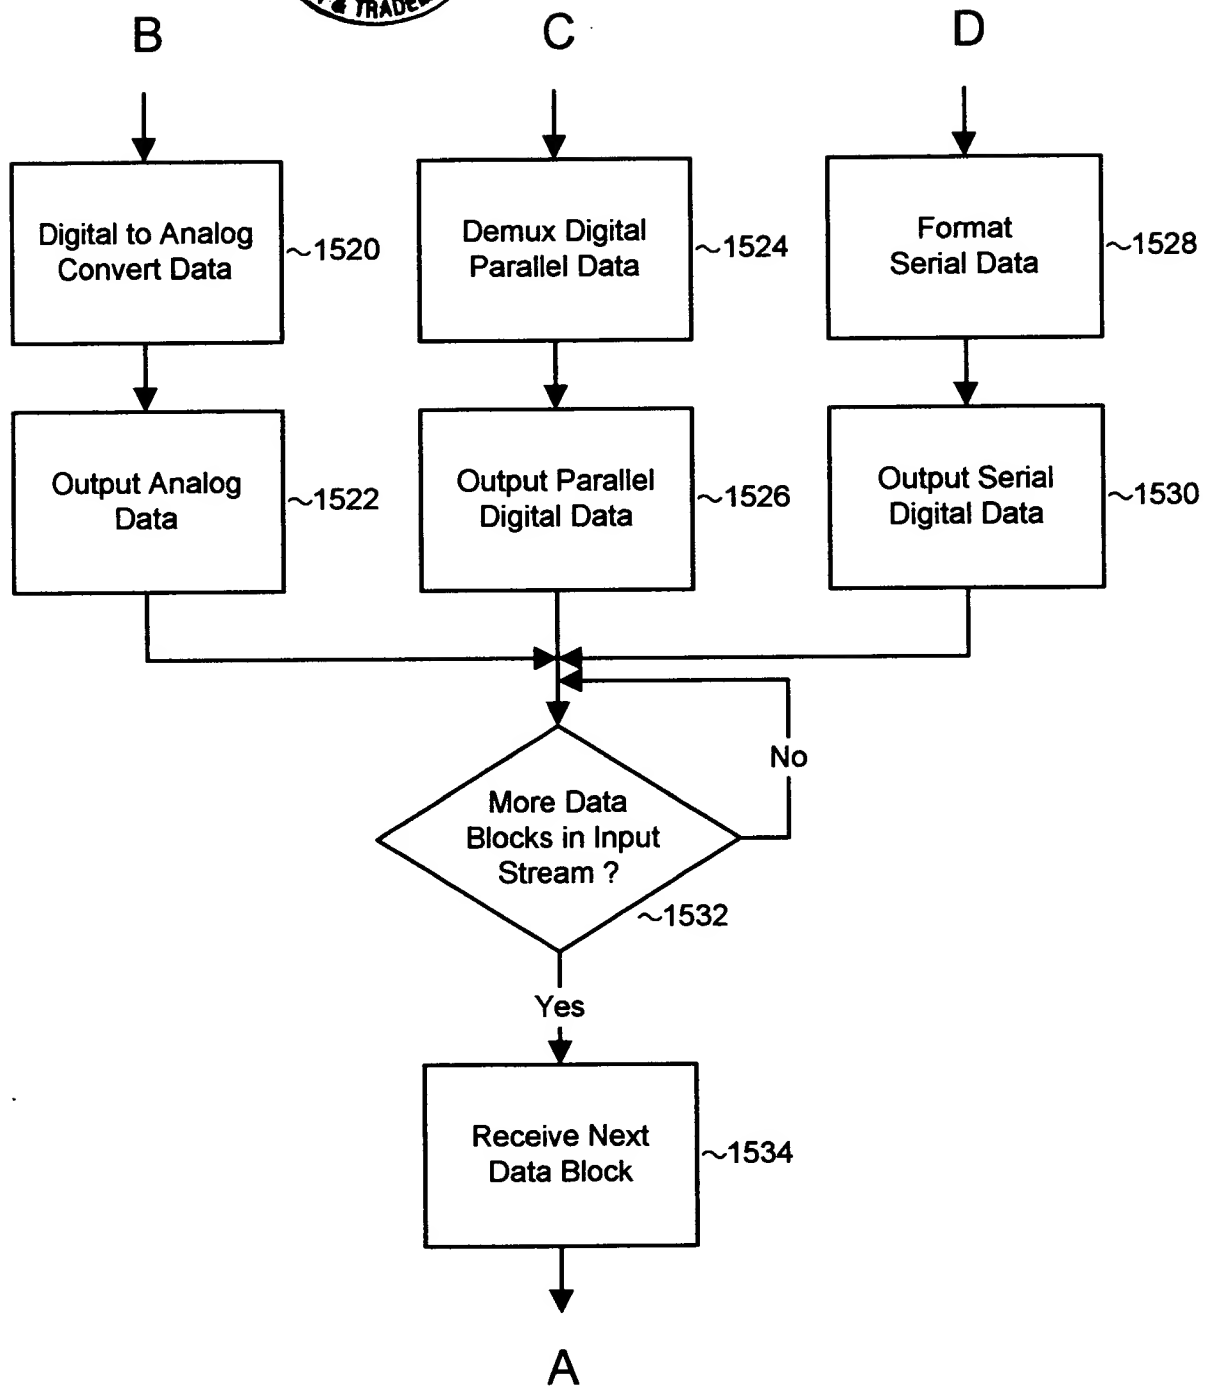 & TRADE
B
C
D
Digital to Analog
Convert Data
~1520
Demux Digital
Parallel Data
~1524
Format
Serial Data
~1528
Output Analog
Data
~1522
Output Parallel
Digital Data
~1526
Output Serial
Digital Data
~1530
No
More Data
Blocks in Input
Stream ?
~1532
Yes
Receive Next
Data Block
~1534
A